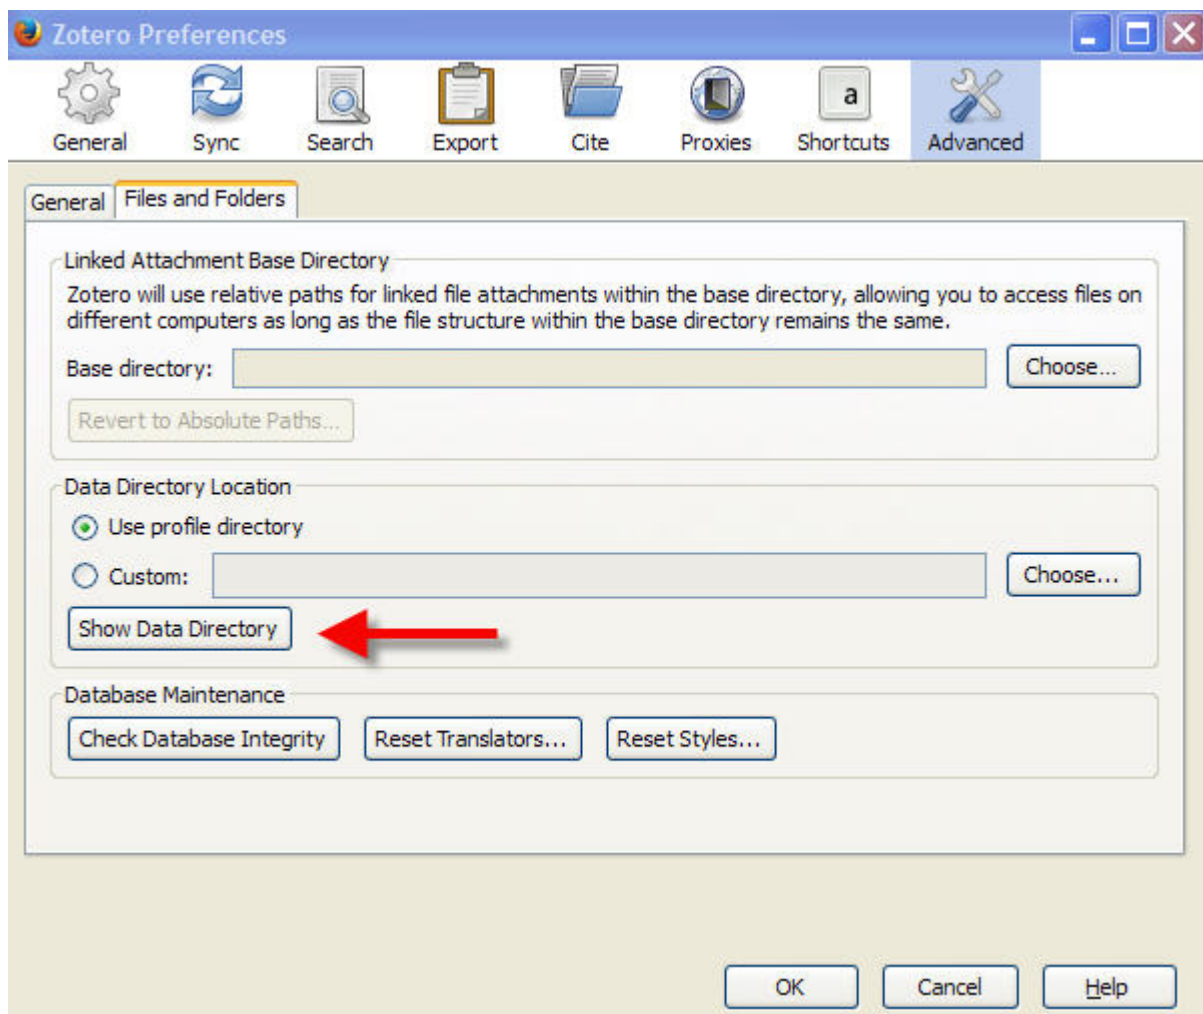 Zotero Preferences
General Sync Search Export Cite Proxies Shortcuts Advanced
General Files and Folders
Linked Attachment Base Directory
Zotero will use relative paths for linked file attachments within the base directory, allowing you to access files on
different computers as long as the file structure within the base directory remains the same.
Base directory: Choose...
Revert to Absolute Paths...
Data Directory Location
Use profile directory
Custom: Choose...
Show Data Directory
Database Maintenance
Check Database Integrity Reset Translators... Reset Styles...
OK Cancel Help